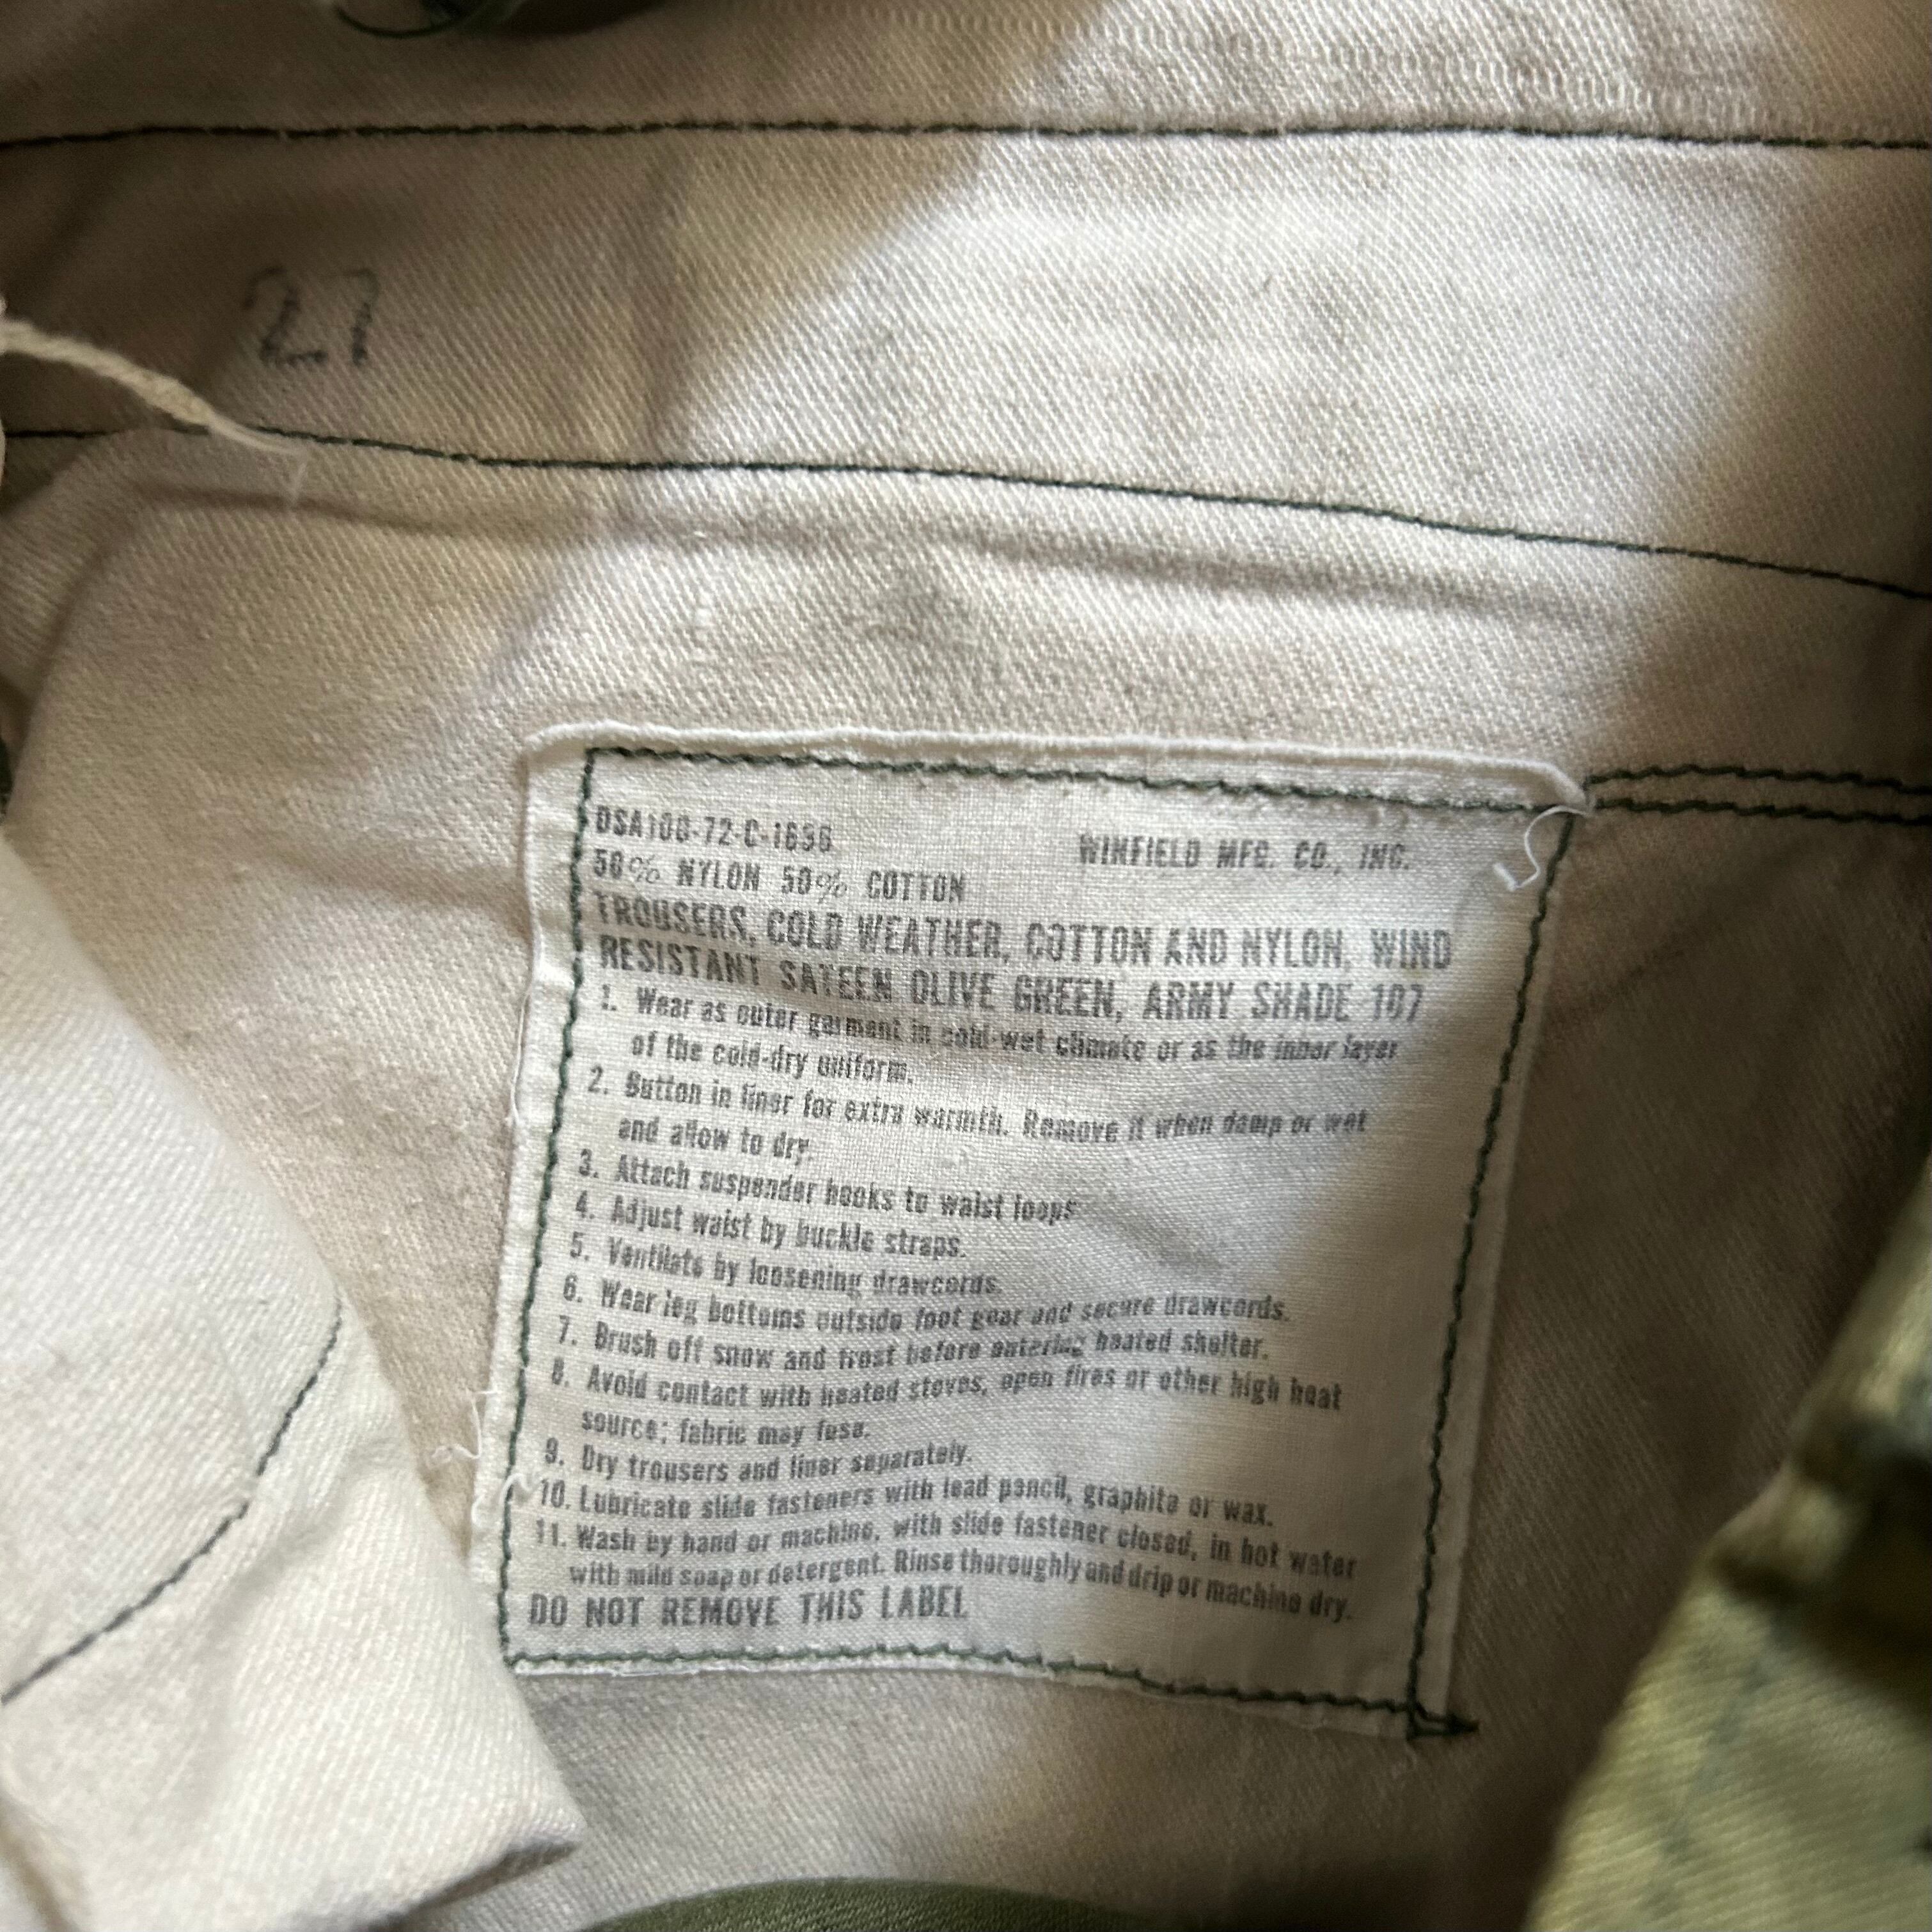 27
DSA100-72-C-1696 WINFIELD MFG. CO., INC.
50% NYLON 50% COTTON
TROUSERS, COLD WEATHER, COTTON AND NYLON, WIND
RESISTANT SATEEN OLIVE GREEN, ARMY SHADE 107
1. Wear as outer garment in cold-wet climate or as the inner layer
of the cold-dry uniform.
2. Button in liner for extra warmth. Remove it when damp or wet
and allow to dry.
3. Attach suspender hooks to waist loops
4. Adjust waist by buckle straps.
5. Ventilate by loosening drawcords.
6. Wear leg bottoms outside foot gear and secure drawcords.
7. Brush off snow and frost before entering heated shelter.
8. Avoid contact with heated stoves, open fires or other high heat
source; fabric may fuse.
9. Dry trousers and liner separately.
10. Lubricate slide fasteners with lead pencil, graphite or wax.
11. Wash by hand or machine, with slide fastener closed, in hot water
with mild soap or detergent. Rinse thoroughly and drip or machine dry.
DO NOT REMOVE THIS LABEL